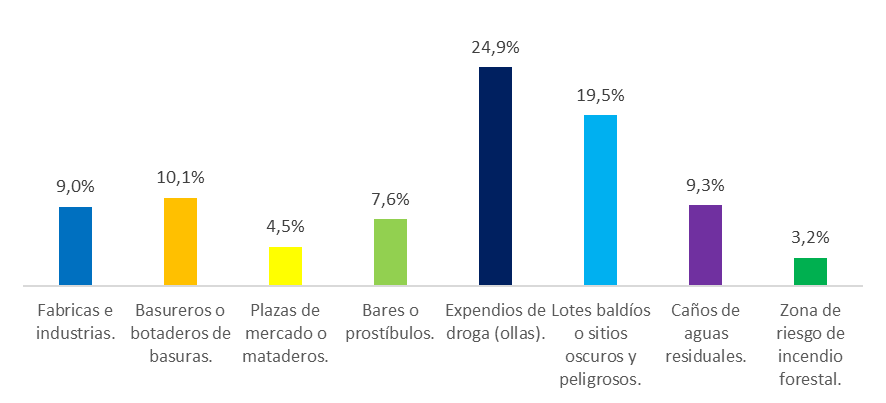 24,9%
19,5%
10,1%
9,0%
9,3%
7,6%
4,5%
3,2%
Fabricas e
industrias.
Basureros o
botaderos de
basuras.
Plazas de
mercado o
mataderos.
Bares o
prostíbulos.
Expendios de
droga (ollas).
Lotes baldíos
o sitios
oscuros y
peligrosos.
Caños de
aguas
residuales.
Zona de
riesgo de
incendio
forestal.